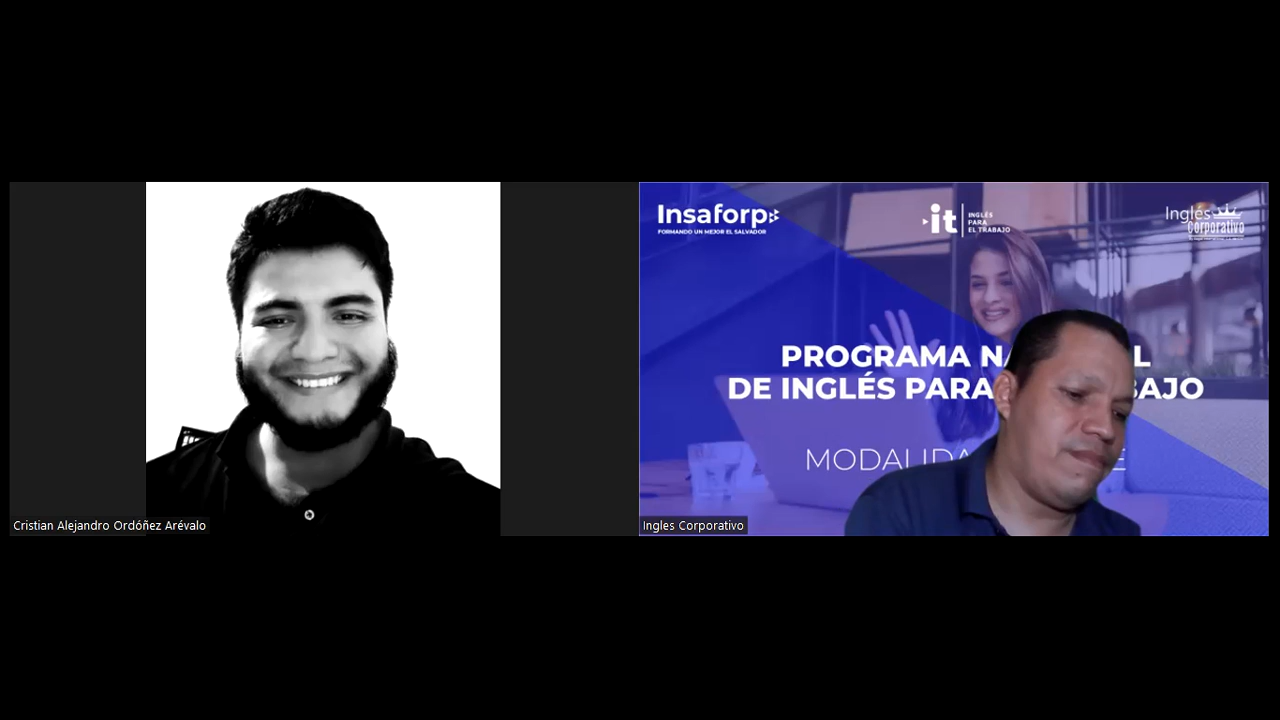 Cristian Alejandro Ordóñez Arévalo
Insaforp
FORMANDO UN MEJOR EL SALVADOR
it
INGLÉS
PARA
EL TRABAJO
Inglés
Corporativo
PROGRAMA NA L
DE INGLÉS PARA BAJO
MODALIDA E
Ingles Corporativo